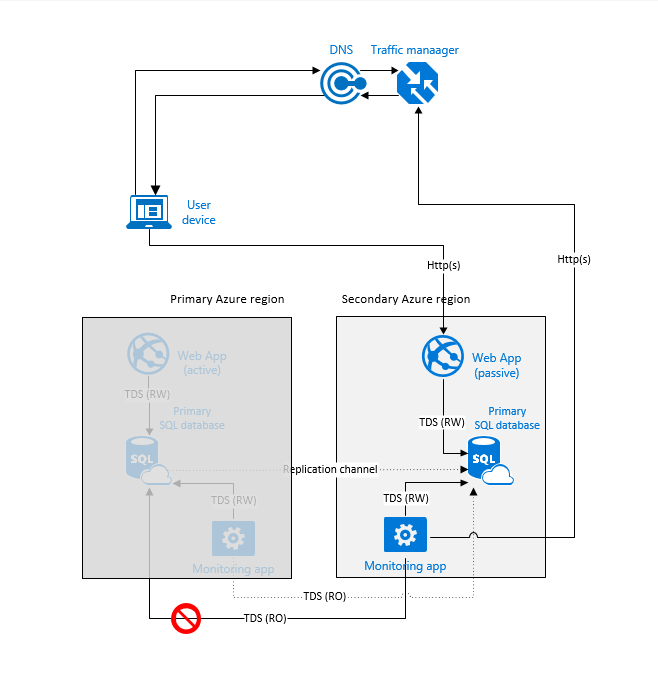 DNS
Traffic manaager
User
device
Http(s)
Http(s)
Primary Azure region
Secondary Azure region
Web App
(active)
Web App
(passive)
TDS (RW)
Primary
SQL database
TDS (RW)
Primary
SQL database
SQL
SQL
Replication channel
TDS (RW)
TDS (RW)
Monitoring app
Monitoring app
TDS (RO)
TDS (RO)